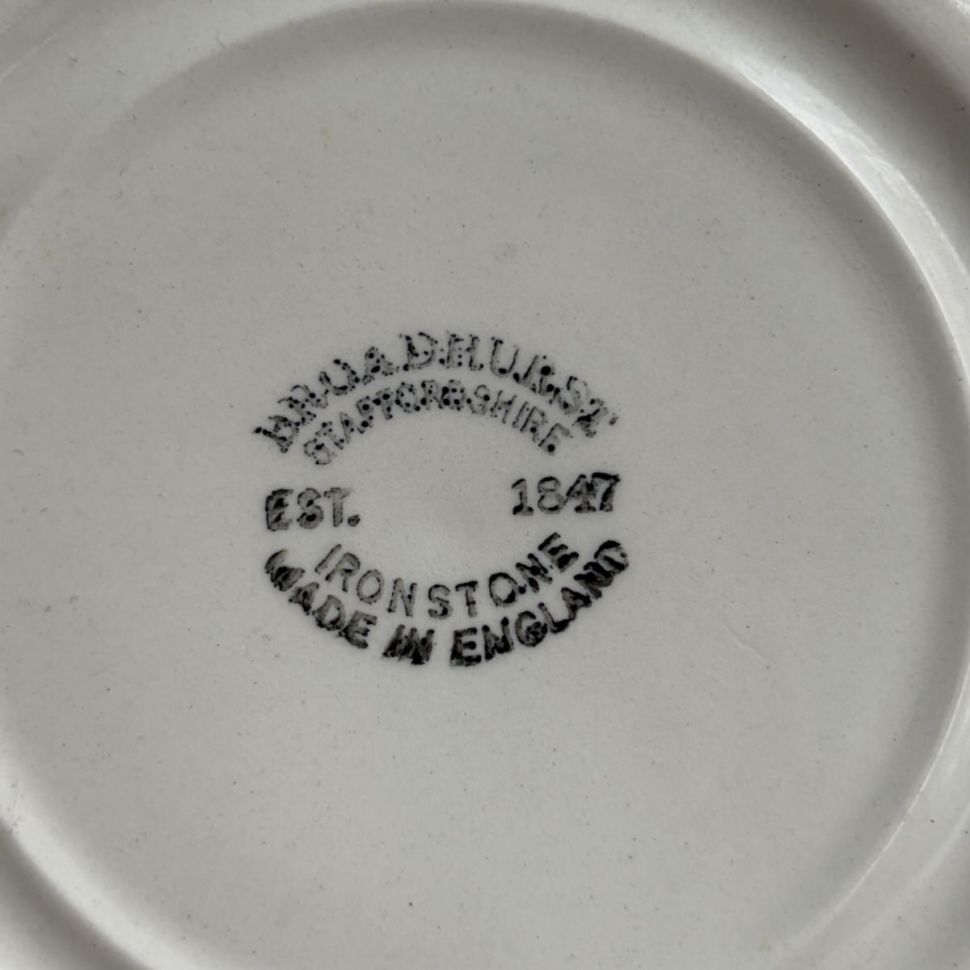 BROADHURST
STAFFORDSHIRE
EST. 1847
IRONSTONE
MADE IN ENGLAND